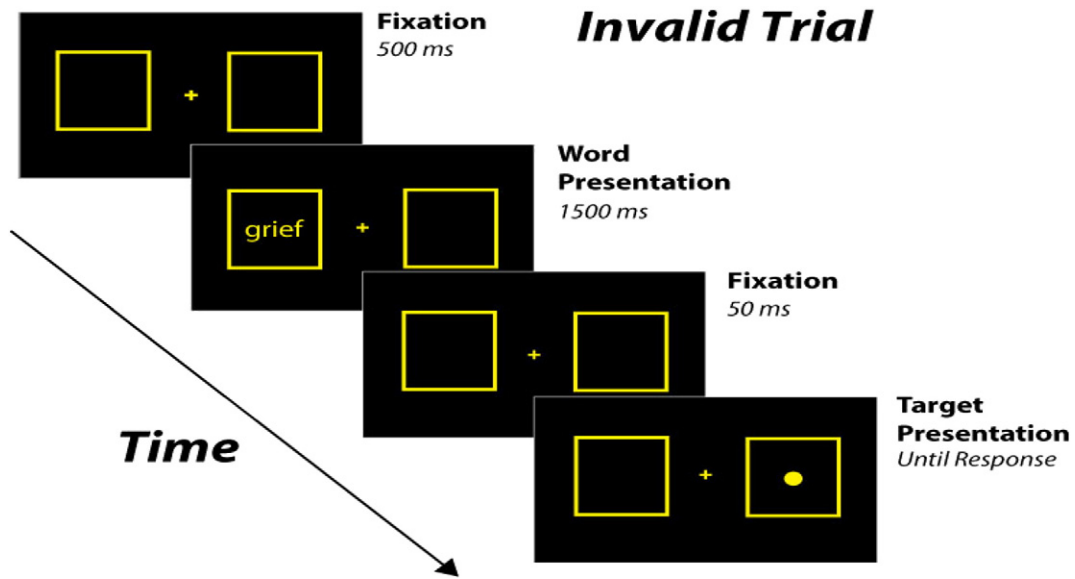 Invalid Trial
Fixation
500 ms
Word
Presentation
1500 ms
grief
Fixation
50 ms
Target
Presentation
Until Response
Time